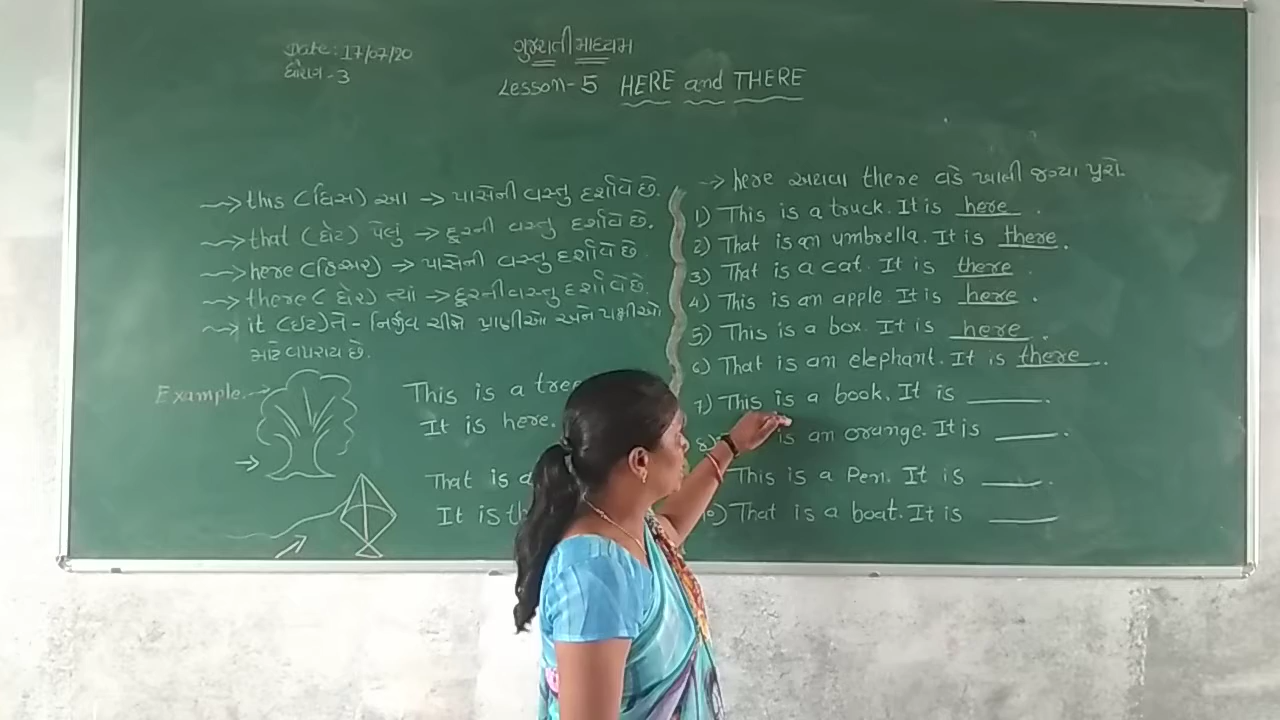 Date: 17/07/20
ધોરણ - 3
ગુજરાતી માધ્યમ
Lesson - 5 HERE and THERE
this (ધિસ) આ → પાસેની વસ્તુ દર્શાવે છે.
that (ધેટ) પેલું → દૂરની વસ્તુ દર્શાવે છે.
here (હિઅર) → પાસેની વસ્તુ દર્શાવે છે.
there (ધેર) ત્યાં → દૂરની વસ્તુ દર્શાવે છે.
it (ઇટ) તે - નિર્જીવ ચીજો પ્રાણીઓ અને પક્ષીઓ
માટે વપરાય છે.
Example.→
This is a tree
It is here.
That is a
It is th
→ here અથવા there વડે ખાલી જગ્યા પૂરો.
1) This is a truck. It is here.
2) That is an umbrella. It is there.
3) That is a cat. It is there
4) This is an apple. It is here.
5) This is a box. It is here.
6) That is an elephant. It is there.
7) This is a book. It is ____.
8) is an orange. It is ____.
This is a Pen. It is ____.
10) That is a boat. It is ____